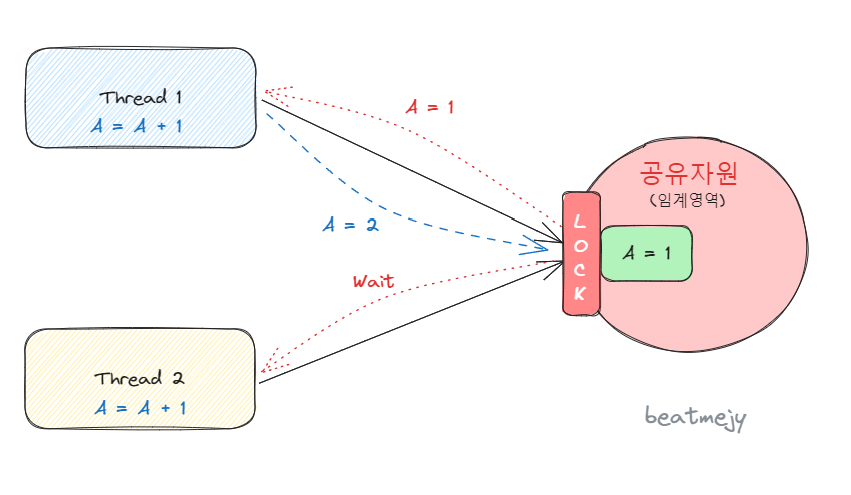 Thread 1
A = A + 1
A = 1
공유자원
(임계영역)
L
O
C
K
A = 1
A = 2
Wait
Thread 2
A = A + 1
beatmejy